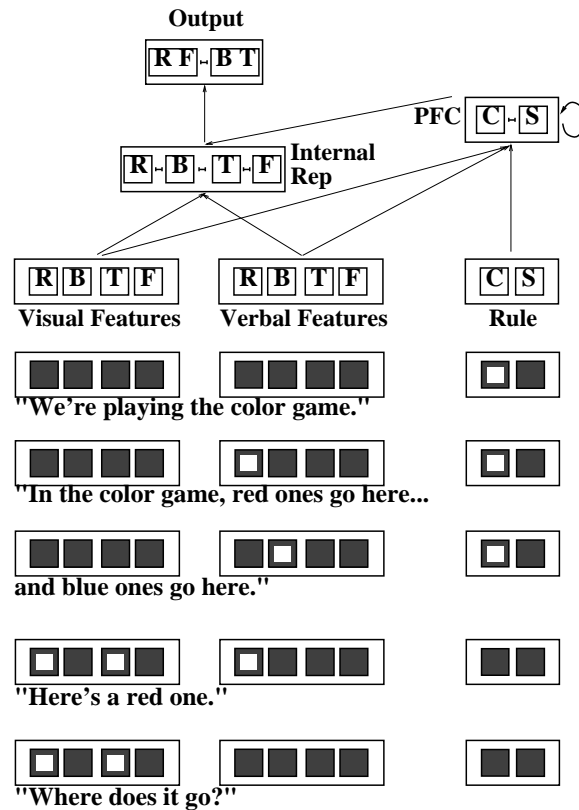 Output
R F B T
PFC
C S
R B T F
Internal
Rep
R B T F
R B T F
C S
Visual Features
Verbal Features
Rule
"We're playing the color game."
"In the color game, red ones go here...
and blue ones go here."
"Here's a red one."
"Where does it go?"